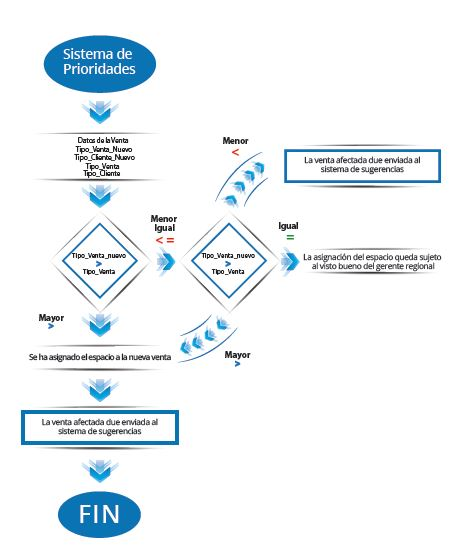 Sistema de
Prioridades
Datos de la Venta
Tipo_Venta_Nuevo
Tipo_Cliente_Nuevo
Tipo_Venta
Tipo_Cliente
Menor
<
La venta afectada due enviada al
sistema de sugerencias
Menor
Igual
< =
Igual
=
Tipo_Venta_nuevo
>
Tipo_Venta
Tipo_Venta_nuevo
>
Tipo_Venta
La asignación del espacio queda sujeto
al visto bueno del gerente regional
Mayor
>
Mayor
>
Se ha asignado el espacio a la nueva venta
La venta afectada due enviada al
sistema de sugerencias
FIN